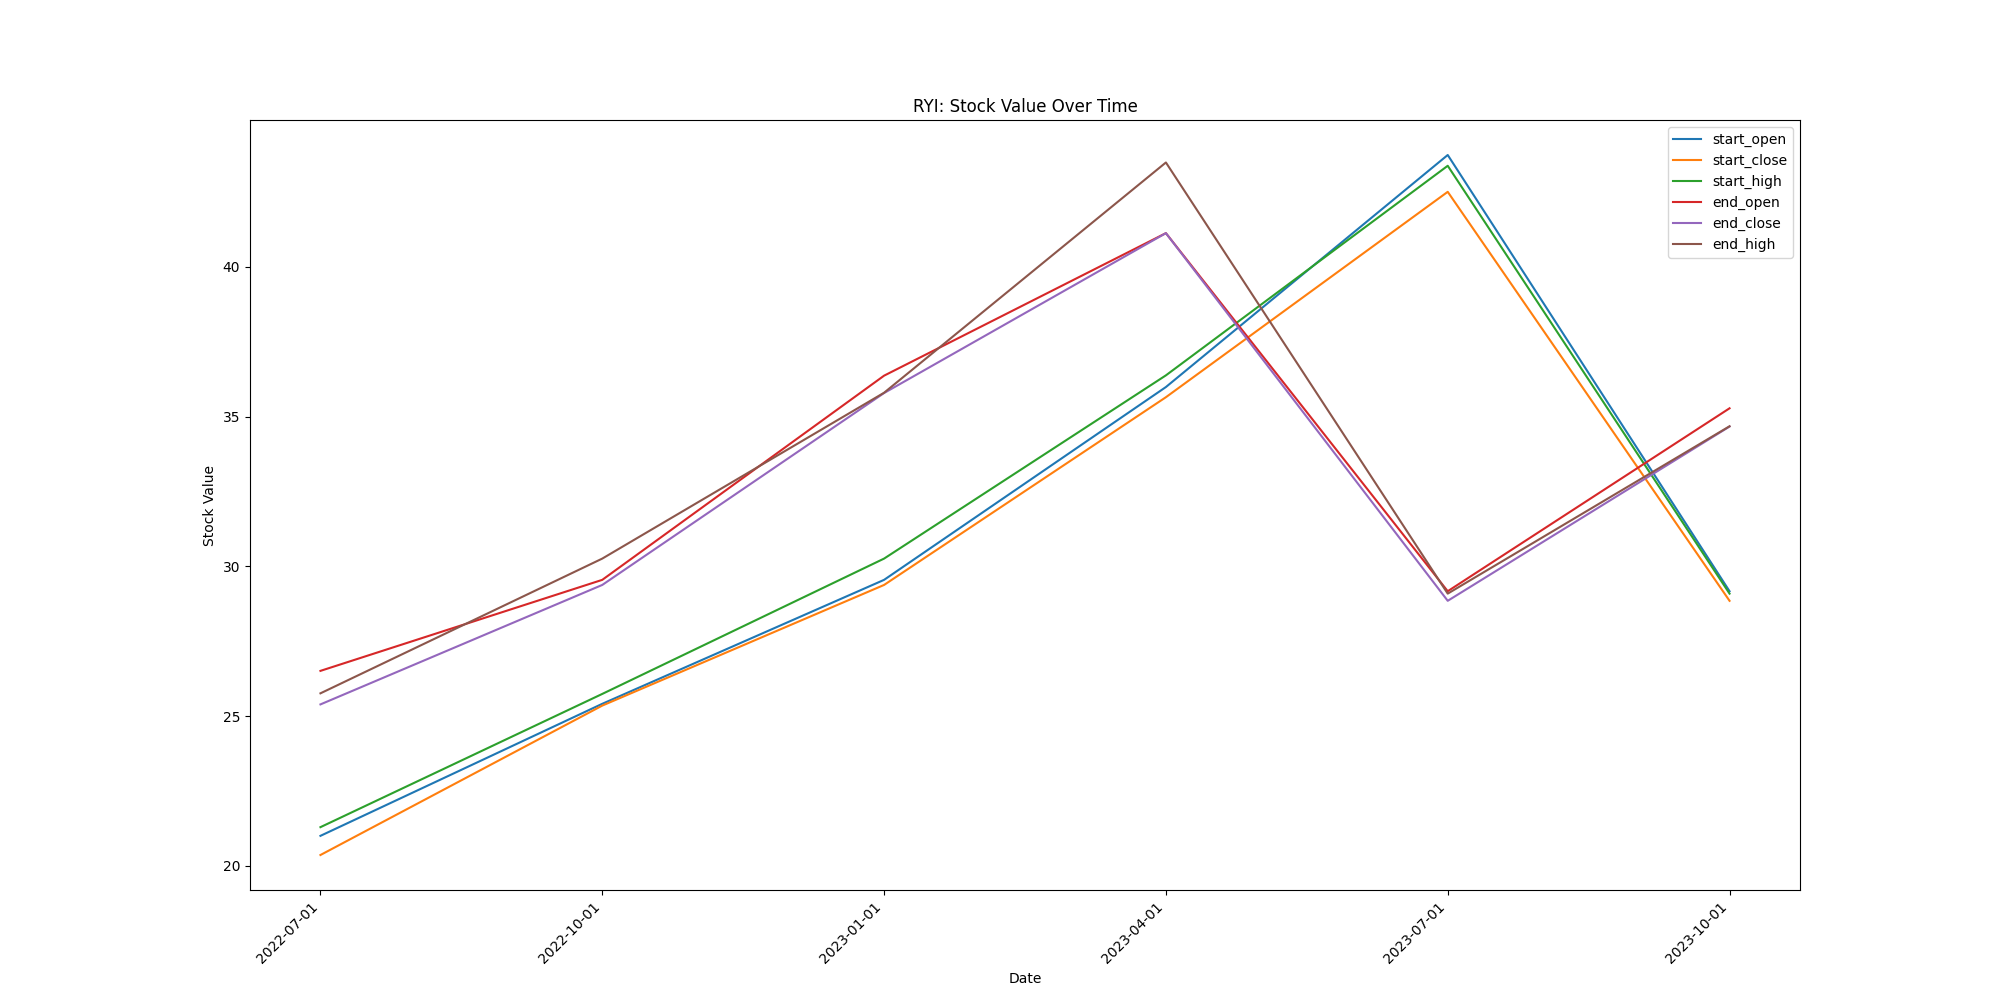 RYI: Stock Value Over Time
start_open
start_close
start_high
end_open
end_close
end_high
40
35
30
25
20
Stock Value
2022-07-01
2022-10-01
2023-01-01
2023-04-01
2023-07-01
2023-10-01
Date